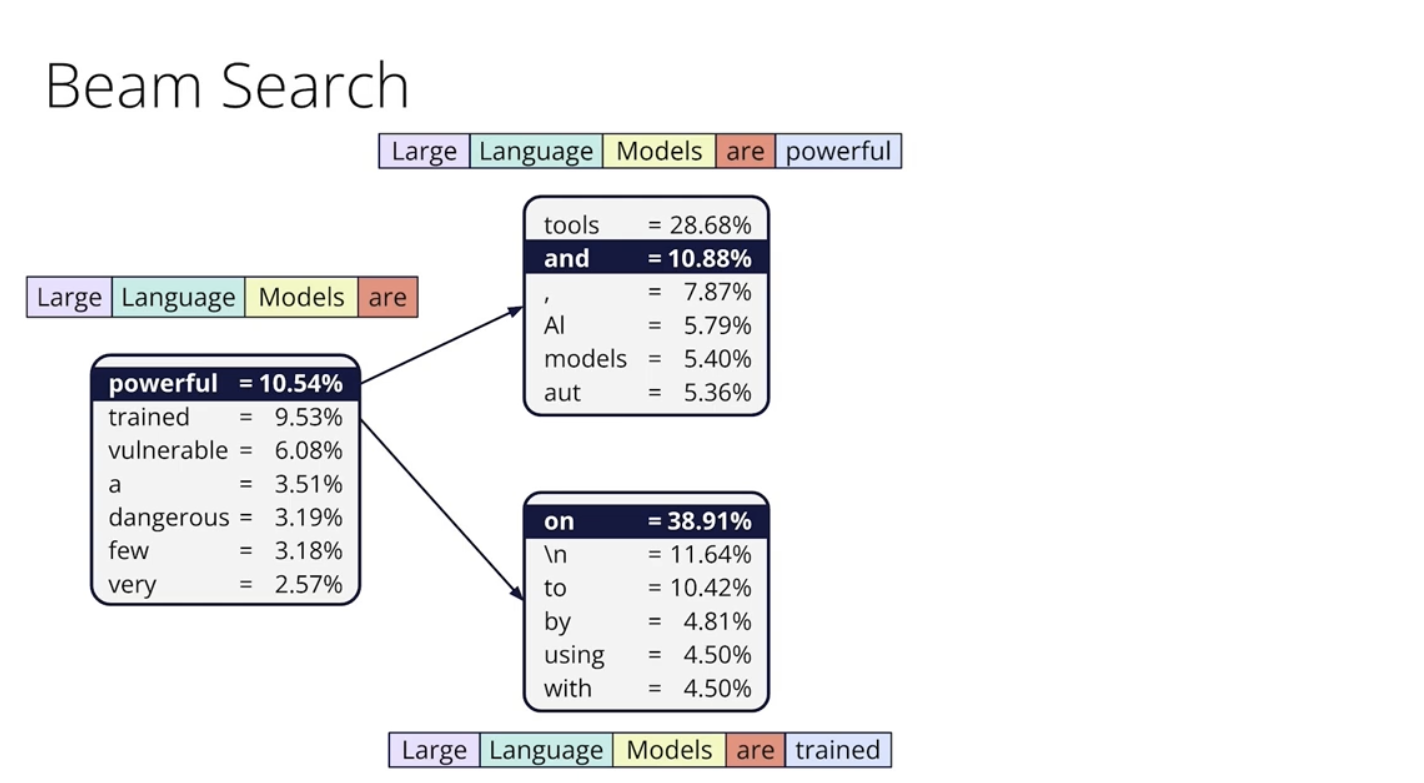 Beam Search
Large Language Models are powerful
tools = 28.68%
and = 10.88%
, = 7.87%
Al = 5.79%
models = 5.40%
aut = 5.36%
Large Language Models are
powerful = 10.54%
trained = 9.53%
vulnerable = 6.08%
a = 3.51%
dangerous = 3.19%
few = 3.18%
very = 2.57%
on = 38.91%
\n = 11.64%
to = 10.42%
by = 4.81%
using = 4.50%
with = 4.50%
Large Language Models are trained